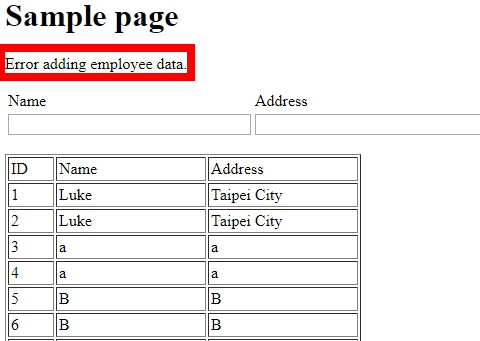 Sample page
Error adding employee data.
Name Address
ID Name Address
1 Luke Taipei City
2 Luke Taipei City
3 a a
4 a a
5 B B
6 B B